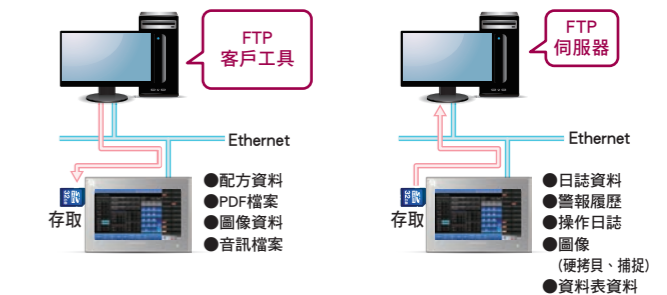 FTP
客戶工具
Ethernet
32GB
存取
●配方資料
●PDF檔案
●圖像資料
●音訊檔案
FTP
伺服器
Ethernet
32GB
存取
●日誌資料
●警報履歷
●操作日誌
●圖像
(硬拷貝、捕捉)
●資料表資料